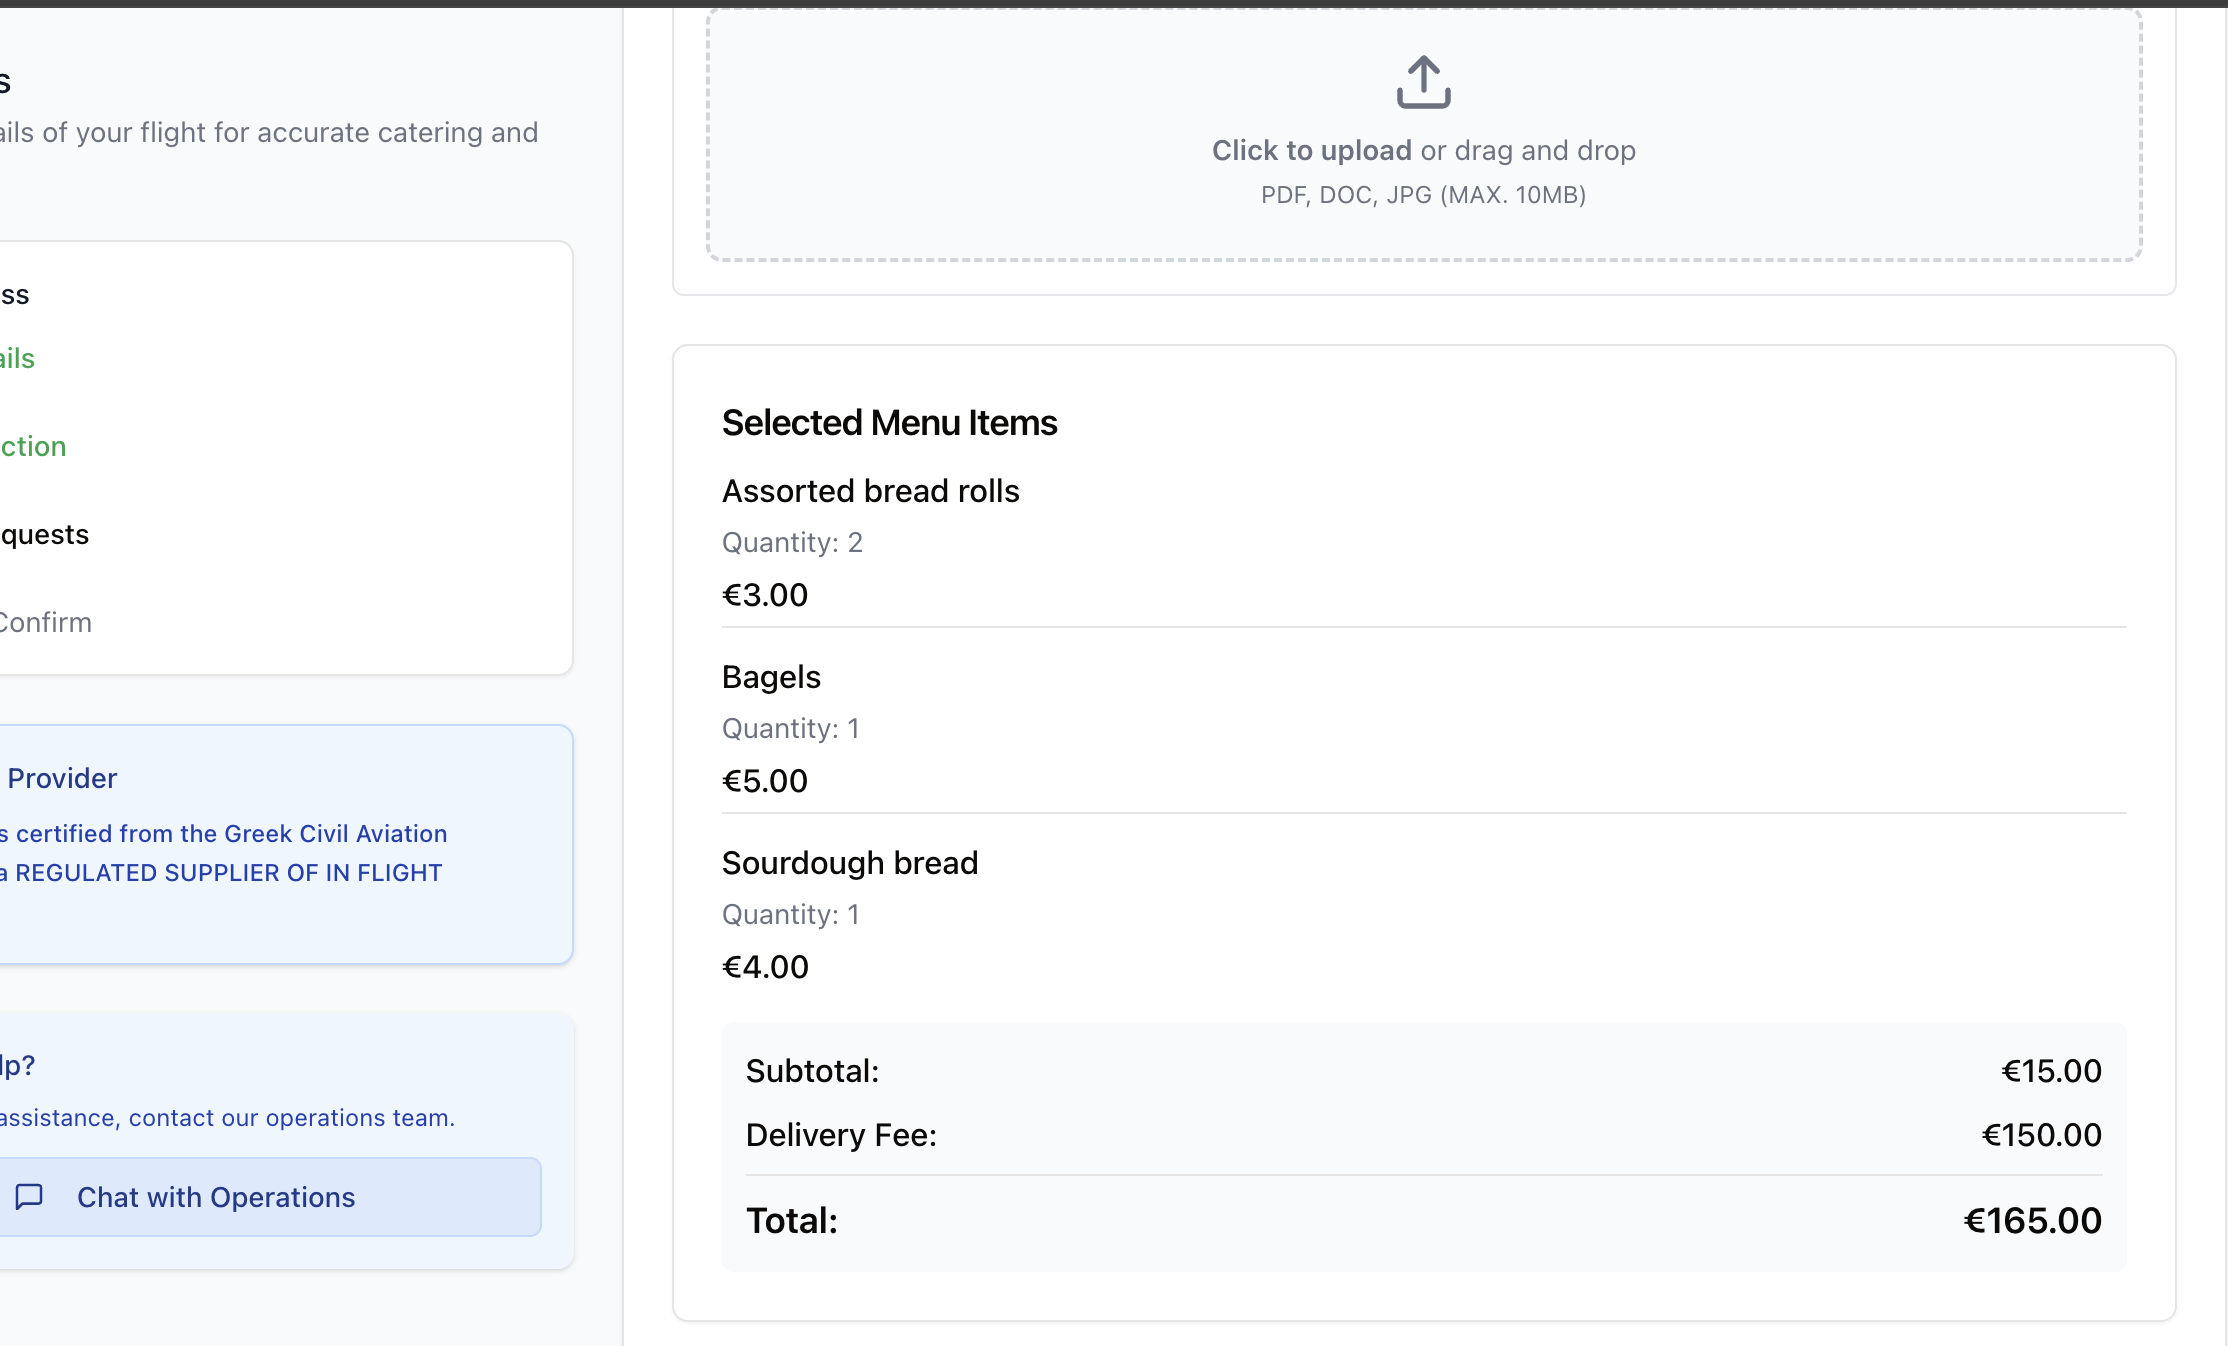 s
ails of your flight for accurate catering and
ss
ails
ction
quests
Confirm
Provider
s certified from the Greek Civil Aviation
a REGULATED SUPPLIER OF IN FLIGHT
lp?
assistance, contact our operations team.
Chat with Operations
Click to upload or drag and drop
PDF, DOC, JPG (MAX. 10MB)
Selected Menu Items
Assorted bread rolls
Quantity: 2
€3.00
Bagels
Quantity: 1
€5.00
Sourdough bread
Quantity: 1
€4.00
Subtotal: €15.00
Delivery Fee: €150.00
Total: €165.00